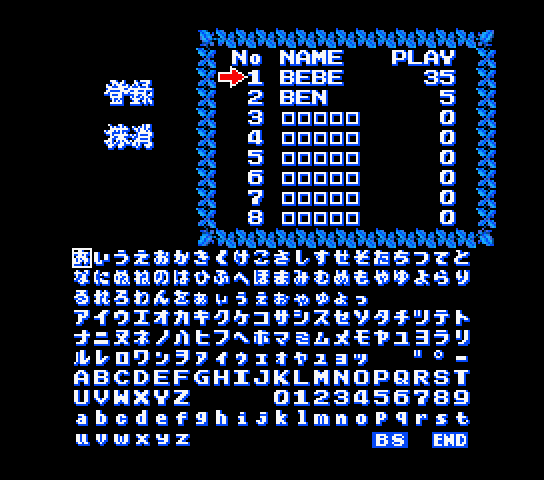 No NAME PLAY
1 BEBE 35
登録
2 BEN 5
3 □□□□□ 0
抹消
4 □□□□□ 0
5 □□□□□ 0
6 □□□□□ 0
7 □□□□□ 0
8 □□□□□ 0
あいうえおかきくけこさしすせそたちつてと
なにぬねのはひふへほまみむめもやゆよらり
るれろわんをぁぃぅぇぉゃゅょっ
アイウエオカキクケコサシスセソタチツテト
ナニヌネノハヒフヘホマミムメモヤユヨラリ
ルレロワンヲァィゥェォャュョッ " ° ー
ABCDEFGHIJKLMNOPQRST
UVWXYZ 0123456789
abcdefghijklmnopqrst
uvwxyz BS END